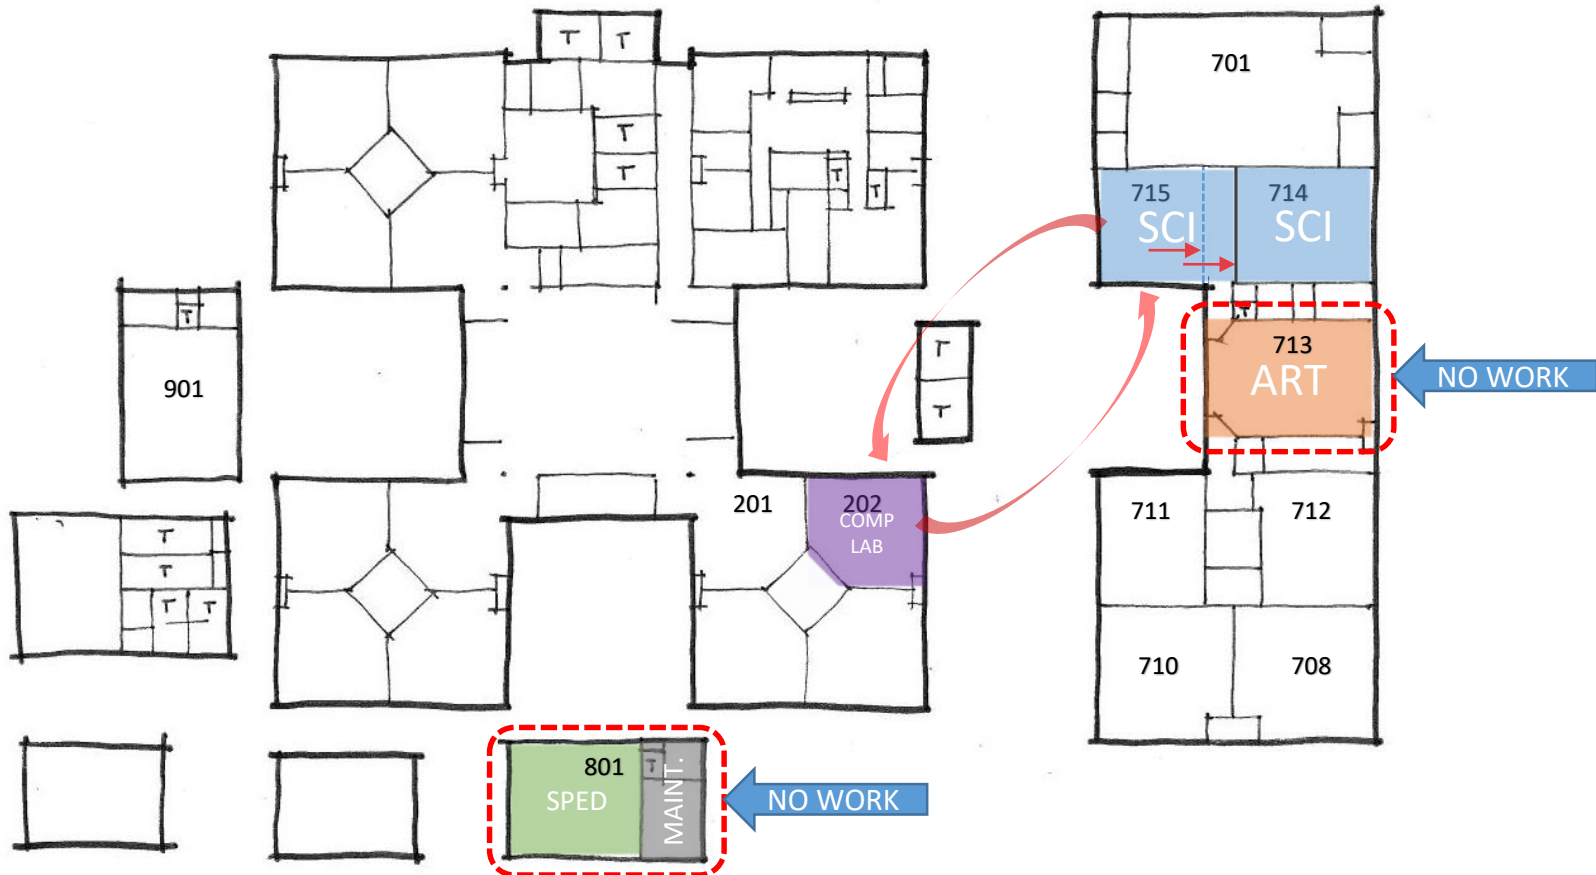 T T
701
T
T
T
T
715 714
SCI SCI
T
T
713
ART
NO WORK
T
T
901
201 202
COMP
LAB
711 712
T
T
T T
710 708
801
T
SPED
MAINT.
NO WORK